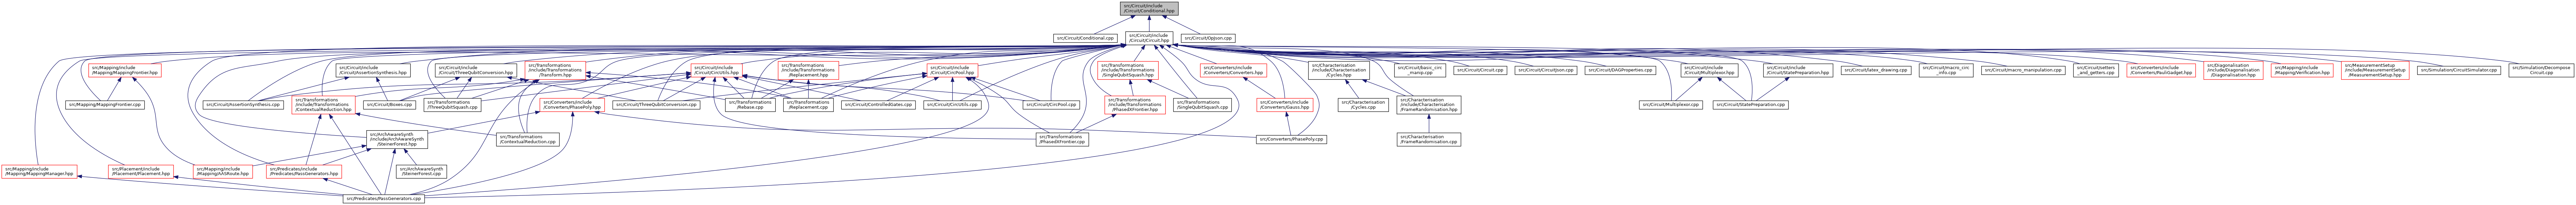 src/Circuit/include
/Circuit/Conditional.hpp
src/Circuit/Conditional.cpp
src/Circuit/include
/Circuit/Circuit.hpp
src/Circuit/OpJson.cpp
src/Mapping/include
/Mapping/MappingFrontier.hpp
src/Circuit/include
/Circuit/AssertionSynthesis.hpp
src/Circuit/include
/Circuit/ThreeQubitConversion.hpp
src/Transformations
/include/Transformations
/Transform.hpp
src/Circuit/include
/Circuit/CircUtils.hpp
src/Transformations
/include/Transformations
/Replacement.hpp
src/Circuit/include
/Circuit/CircPool.hpp
src/Transformations
/include/Transformations
/SingleQubitSquash.hpp
src/Converters/include
/Converters/Converters.hpp
src/Characterisation
/include/Characterisation
/Cycles.hpp
src/Circuit/basic_circ
_manip.cpp
src/Circuit/Circuit.cpp
src/Circuit/CircuitJson.cpp
src/Circuit/DAGProperties.cpp
src/Circuit/include
/Circuit/Multiplexor.hpp
src/Circuit/include
/Circuit/StatePreparation.hpp
src/Circuit/latex_drawing.cpp
src/Circuit/macro_circ
_info.cpp
src/Circuit/macro_manipulation.cpp
src/Circuit/setters
_and_getters.cpp
src/Converters/include
/Converters/PauliGadget.hpp
src/Diagonalisation
/include/Diagonalisation
/Diagonalisation.hpp
src/Mapping/include
/Mapping/Verification.hpp
src/MeasurementSetup
/include/MeasurementSetup
/MeasurementSetup.hpp
src/Simulation/CircuitSimulator.cpp
src/Simulation/Decompose
Circuit.cpp
src/Mapping/MappingFrontier.cpp
src/Circuit/AssertionSynthesis.cpp
src/Transformations
/include/Transformations
/ContextualReduction.hpp
src/Circuit/Boxes.cpp
src/Transformations
/ThreeQubitSquash.cpp
src/Converters/include
/Converters/PhasePoly.hpp
src/Circuit/ThreeQubitConversion.cpp
src/Transformations
/Rebase.cpp
src/Transformations
/Replacement.cpp
src/Circuit/ControlledGates.cpp
src/Circuit/CircUtils.cpp
src/Circuit/CircPool.cpp
src/Transformations
/include/Transformations
/PhasedXFrontier.hpp
src/Transformations
/SingleQubitSquash.cpp
src/Converters/include
/Converters/Gauss.hpp
src/Characterisation
/Cycles.cpp
src/Characterisation
/include/Characterisation
/FrameRandomisation.hpp
src/Circuit/Multiplexor.cpp
src/Circuit/StatePreparation.cpp
src/ArchAwareSynth
/include/ArchAwareSynth
/SteinerForest.hpp
src/Transformations
/ContextualReduction.cpp
src/Transformations
/PhasedXFrontier.cpp
src/Converters/PhasePoly.cpp
src/Characterisation
/FrameRandomisation.cpp
src/Mapping/include
/Mapping/MappingManager.hpp
src/Placement/include
/Placement/Placement.hpp
src/Mapping/include
/Mapping/AASRoute.hpp
src/Predicates/include
/Predicates/PassGenerators.hpp
src/ArchAwareSynth
/SteinerForest.cpp
src/Predicates/PassGenerators.cpp